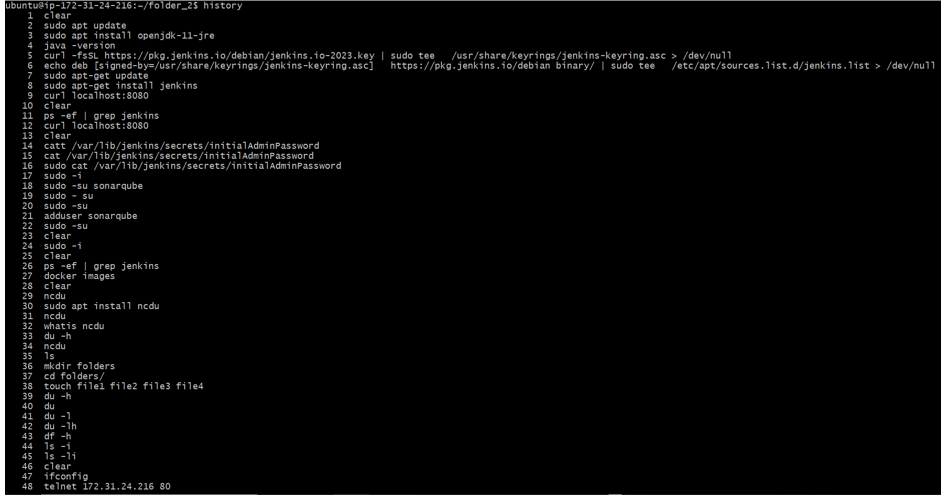 ubuntu@ip-172-31-24-216:~/folder_2$ history
1 clear
2 sudo apt update
3 sudo apt install openjdk-11-jre
4 java -version
5 curl -fsSL https://pkg.jenkins.io/debian/jenkins.io-2023.key | sudo tee /usr/share/keyrings/jenkins-keyring.asc > /dev/null
6 echo deb [signed-by=/usr/share/keyrings/jenkins-keyring.asc] https://pkg.jenkins.io/debian binary/ | sudo tee /etc/apt/sources.list.d/jenkins.list > /dev/null
7 sudo apt-get update
8 sudo apt-get install jenkins
9 curl localhost:8080
10 clear
11 ps -ef | grep jenkins
12 curl localhost:8080
13 clear
14 catt /var/lib/jenkins/secrets/initialAdminPassword
15 cat /var/lib/jenkins/secrets/initialAdminPassword
16 sudo cat /var/lib/jenkins/secrets/initialAdminPassword
17 sudo -i
18 sudo -su sonarqube
19 sudo - su
20 sudo -su
21 adduser sonarqube
22 sudo -su
23 clear
24 sudo -i
25 clear
26 ps -ef | grep jenkins
27 docker images
28 clear
29 ncdu
30 sudo apt install ncdu
31 ncdu
32 whatis ncdu
33 du -h
34 ncdu
35 ls
36 mkdir folders
37 cd folders/
38 touch file1 file2 file3 file4
39 du -h
40 du
41 du -l
42 du -lh
43 df -h
44 ls -i
45 ls -li
46 clear
47 ifconfig
48 telnet 172.31.24.216 80